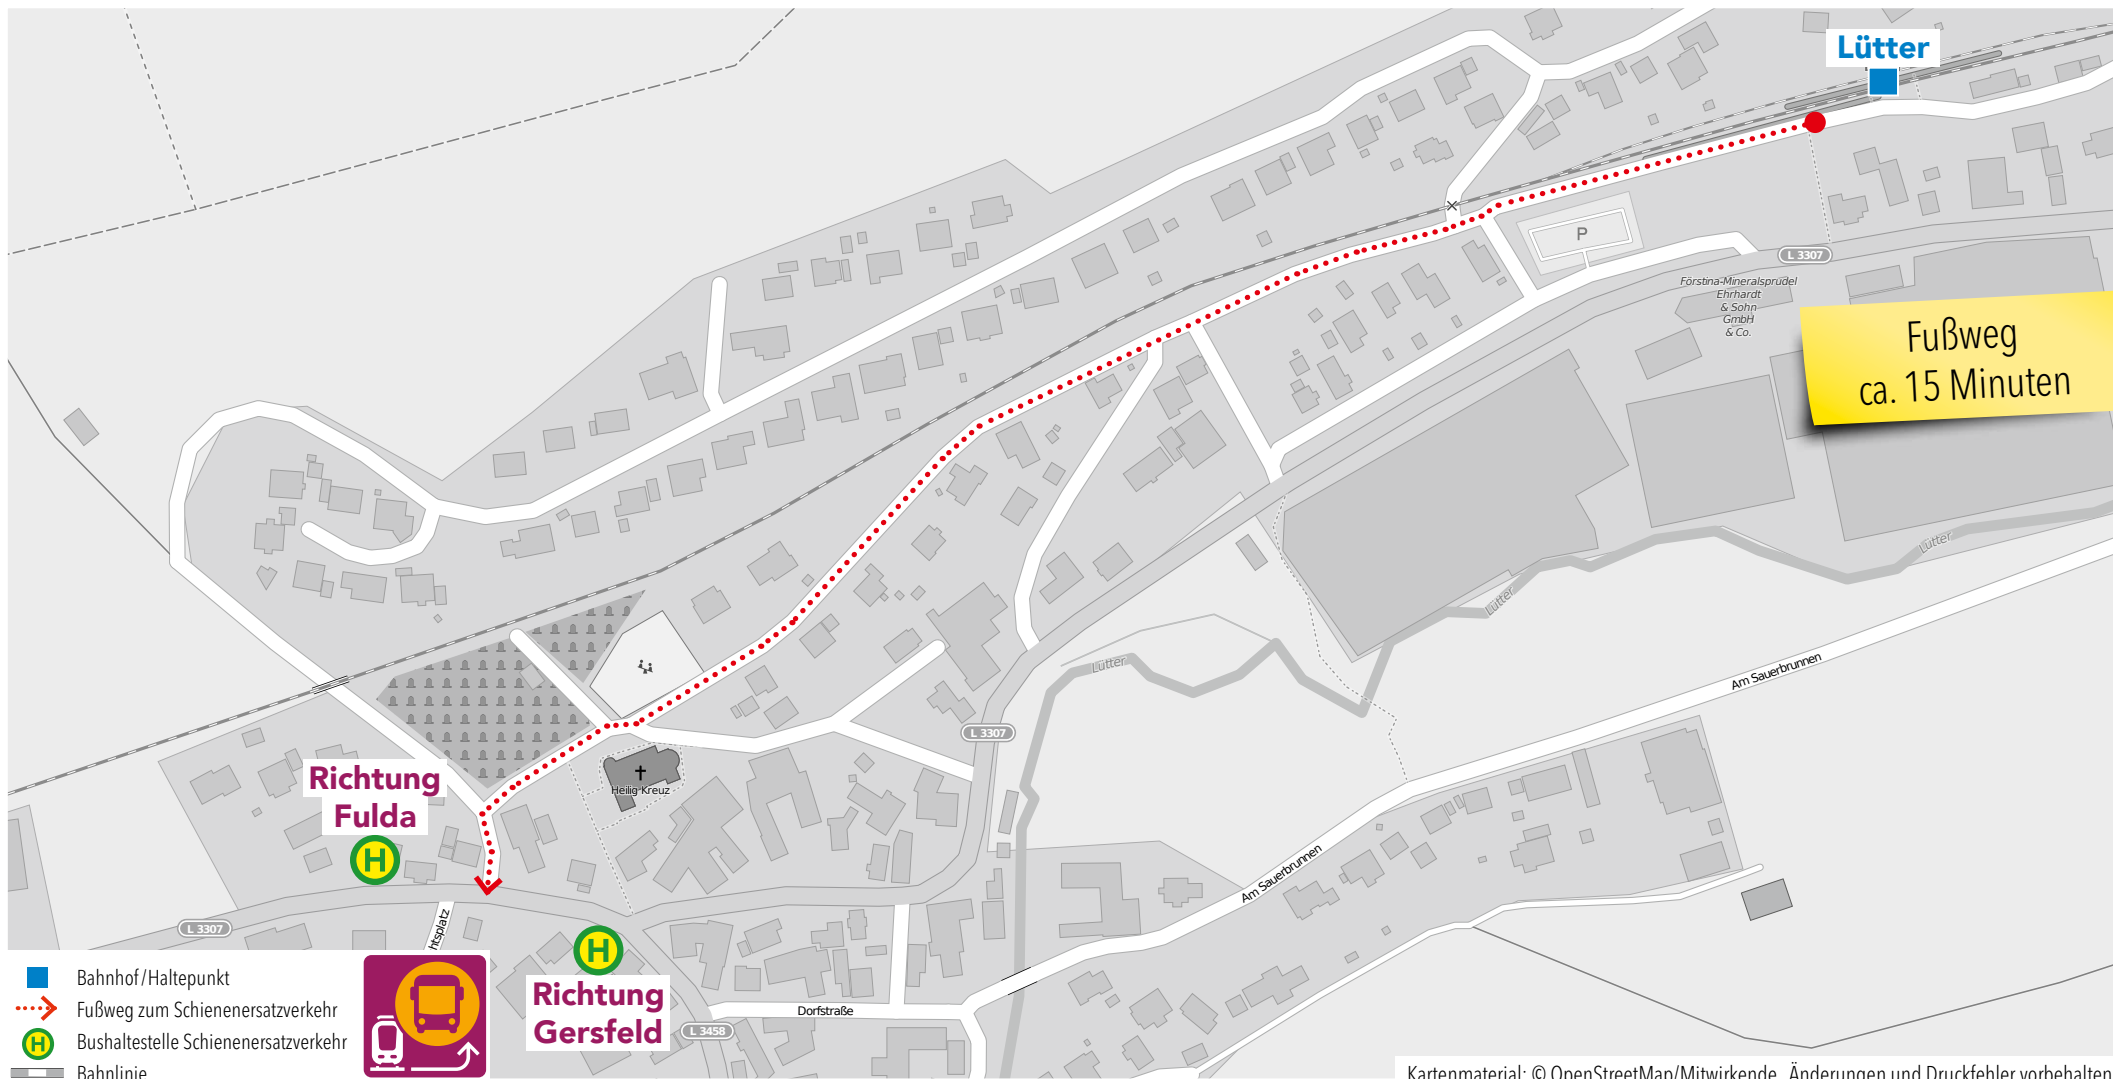 Lütter
P
L 3307
Förstina-Mineralsprudel
Ehrhardt
& Sohn
GmbH
& Co.
Fußweg
ca. 15 Minuten
Lütter
Lütter
Lütter
Am Sauerbrunnen
L 3307
Richtung
Fulda
H
Heilig Kreuz
Am Sauerbrunnen
L 3307
H
Richtung
Gersfeld
Dorfstraße
L 3458
Bahnhof/Haltepunkt
Fußweg zum Schienenersatzverkehr
H Bushaltestelle Schienenersatzverkehr
Bahnlinie
Kartenmaterial: © OpenStreetMap/Mitwirkende, Änderungen und Druckfehler vorbehalten